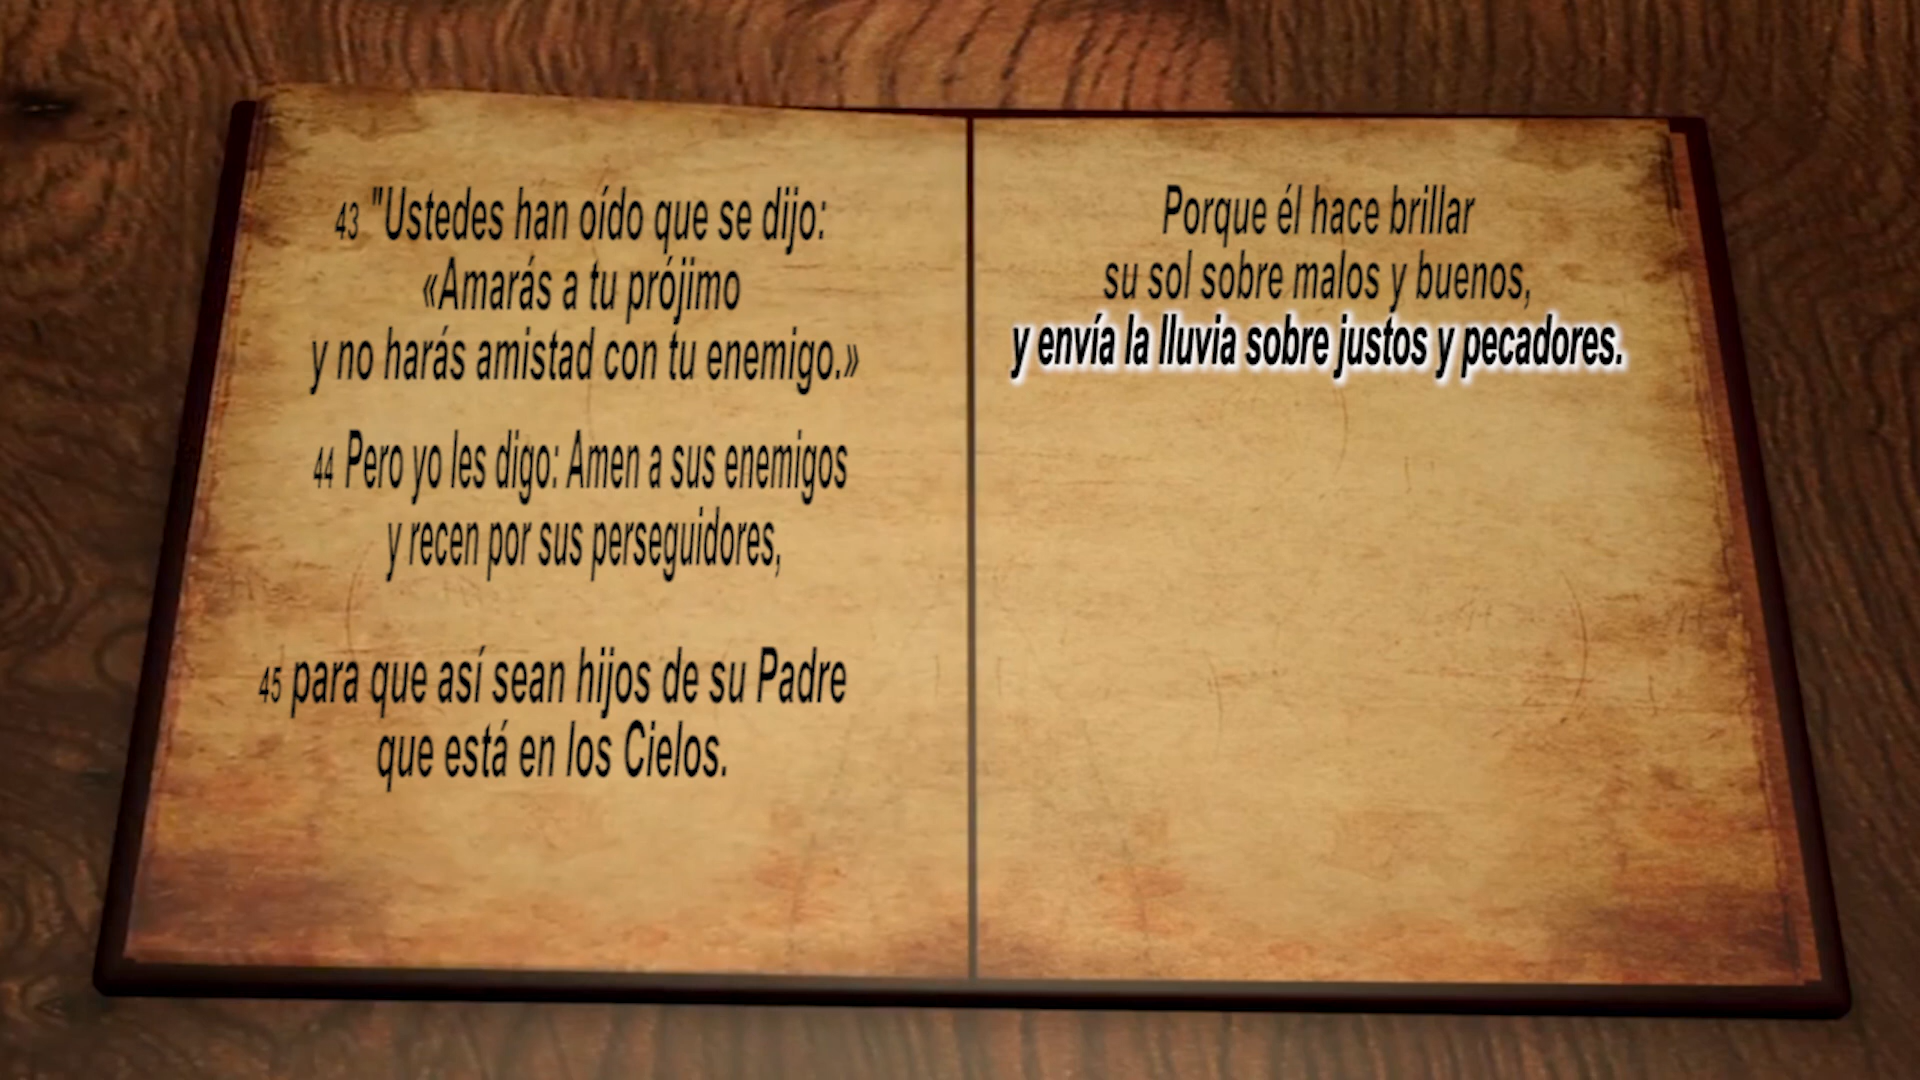 43 "Ustedes han oído que se dijo:
«Amarás a tu prójimo
y no harás amistad con tu enemigo.»
44 Pero yo les digo: Amen a sus enemigos
y recen por sus perseguidores,
45 para que así sean hijos de su Padre
que está en los Cielos.
Porque él hace brillar
su sol sobre malos y buenos,
y envía la lluvia sobre justos y pecadores.